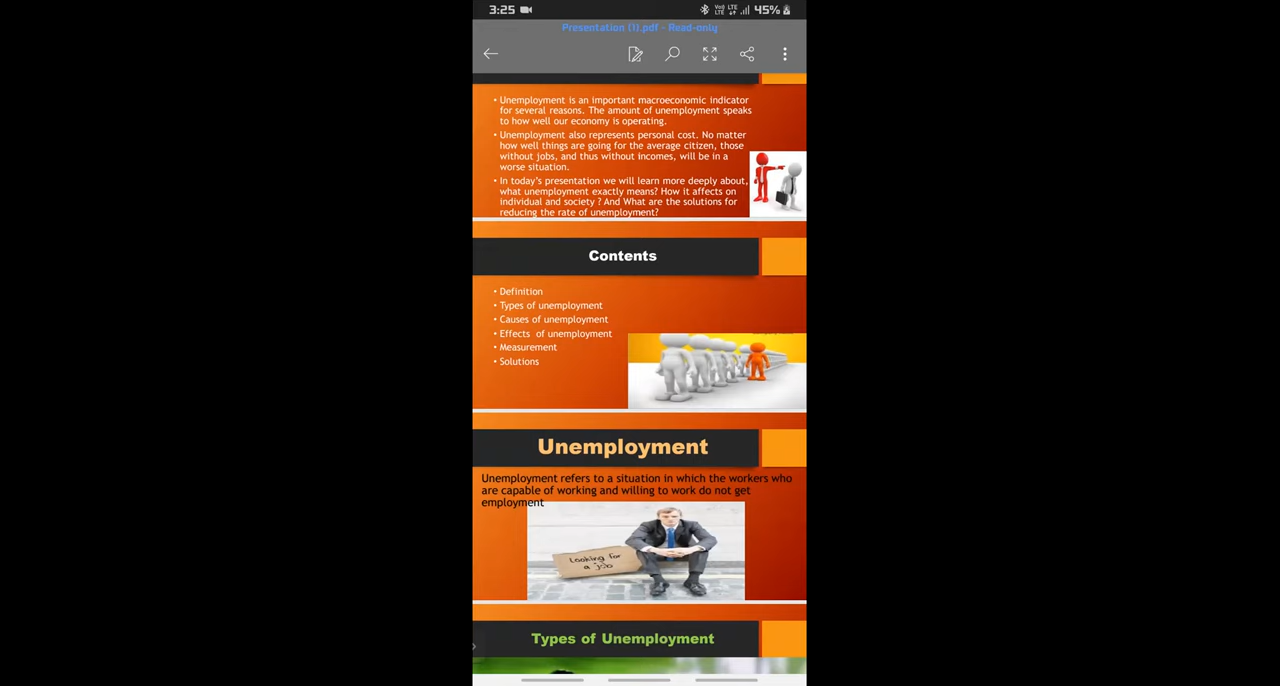 3:25 45%
Presentation (1).pdf - Read-only
• Unemployment is an important macroeconomic indicator
for several reasons. The amount of unemployment speaks
to how well our economy is operating.
• Unemployment also represents personal cost. No matter
how well things are going for the average citizen, those
without jobs, and thus without incomes, will be in a
worse situation.
• In today's presentation we will learn more deeply about,
what unemployment exactly means? How it affects on
individual and society ? And What are the solutions for
reducing the rate of unemployment?
Contents
• Definition
• Types of unemployment
• Causes of unemployment
• Effects of unemployment
• Measurement
• Solutions
Unemployment
Unemployment refers to a situation in which the workers who
are capable of working and willing to work do not get
employment
Looking for
a job
Types of Unemployment